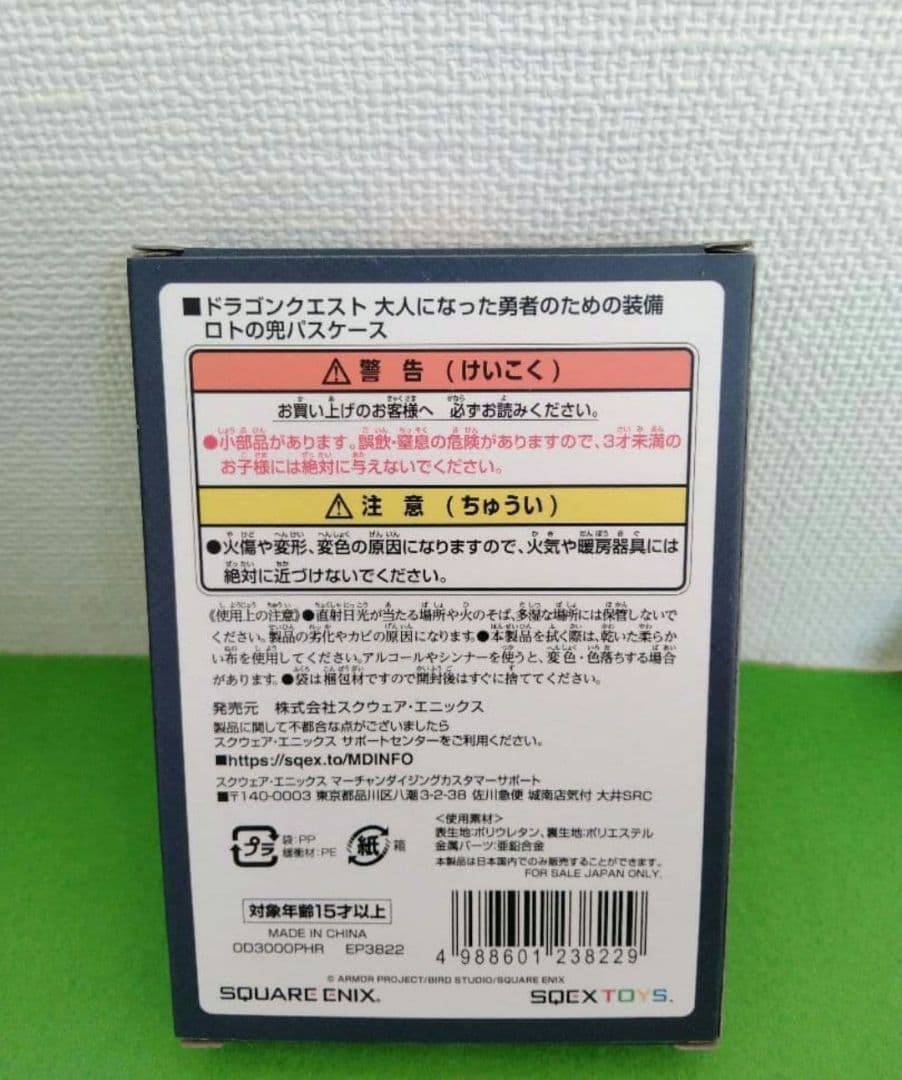 ■ドラゴンクエスト 大人になった勇者のための装備
ロトの兜パスケース
⚠ 警告 (けいこく)
お買い上げのお客様へ 必ずお読みください。
●小部品があります。誤飲・窒息の危険がありますので、3才未満の
お子様には絶対に与えないでください。
⚠ 注意 (ちゅうい)
●火傷や変形、変色の原因になりますので、火気や暖房器具には
絶対に近づけないでください。
《使用上の注意》●直射日光が当たる場所や火のそば、多湿な場所には保管しないで
ください。製品の劣化やカビの原因になります。●本製品を拭く際は、乾いた柔らか
い布を使用してください。アルコールやシンナーを使うと、変色・色落ちする場合
があります。●袋は梱包材ですので開封後はすぐに捨ててください。
発売元 株式会社スクウェア・エニックス
製品に関して不都合な点がございましたら
スクウェア・エニックス サポートセンターをご利用ください。
■https://sqex.to/MDINFO
スクウェア・エニックス マーチャンダイジングカスタマーサポート
■〒140-0003 東京都品川区八潮3-2-38 佐川急便 城南店気付 大井SRC
プラ 袋:PP
緩衝材:PE
紙 箱
<使用素材>
表生地:ポリウレタン、裏生地:ポリエステル
金属パーツ:亜鉛合金
本製品は日本国内でのみ販売することができます。
FOR SALE JAPAN ONLY.
対象年齢15才以上
MADE IN CHINA
OD3000PHR EP3822
4 988601 238229
© ARMOR PROJECT/BIRD STUDIO/SQUARE ENIX
SQUARE ENIX.
SQEX TOYS.